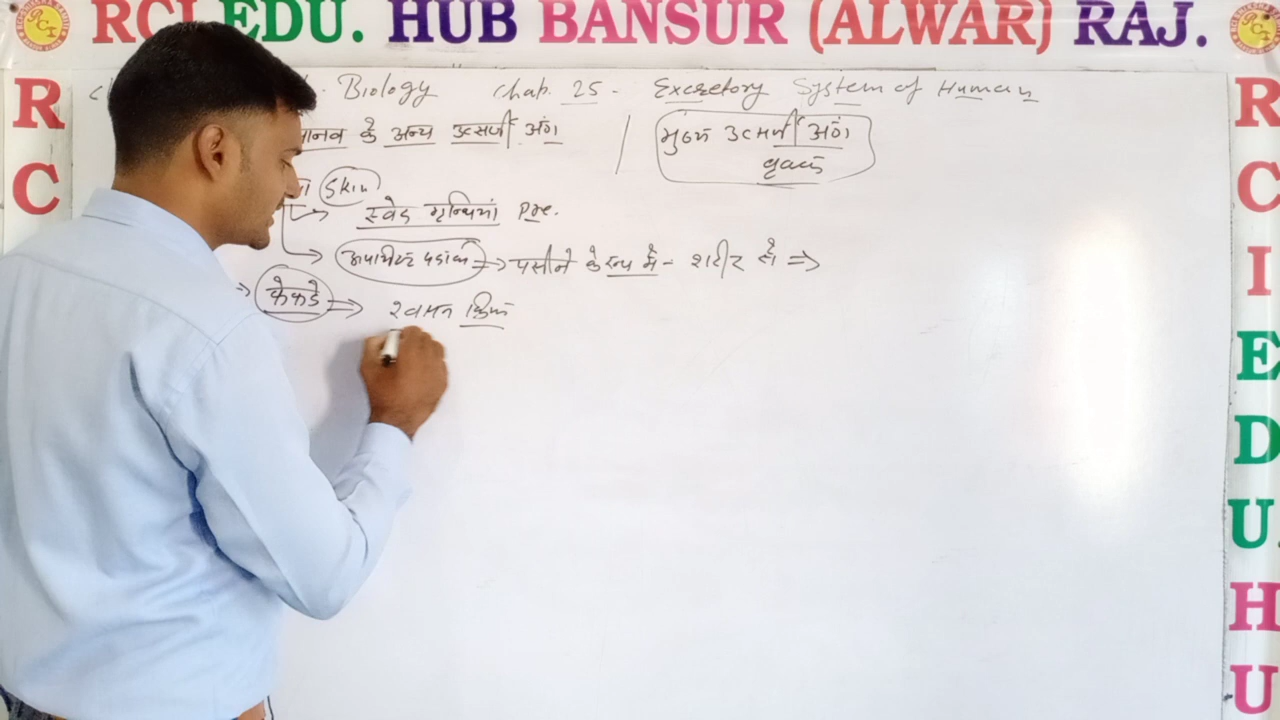 RCI EDU. HUB BANSUR (ALWAR) RAJ.
Biology Chap. 25 - Excretory System of Human
मानव के अन्य उत्सर्जी अंग / मुख्य उत्सर्जी अंग
वृक्क
Skin
स्वेद ग्रन्थियां Pre.
अपशिष्ट पदार्थ → पसीने के रूप में - शरीर से ⇒
फेफडे ⇒ श्वसन क्रिया
R
C
R
C
I
E
D
U.
H
U